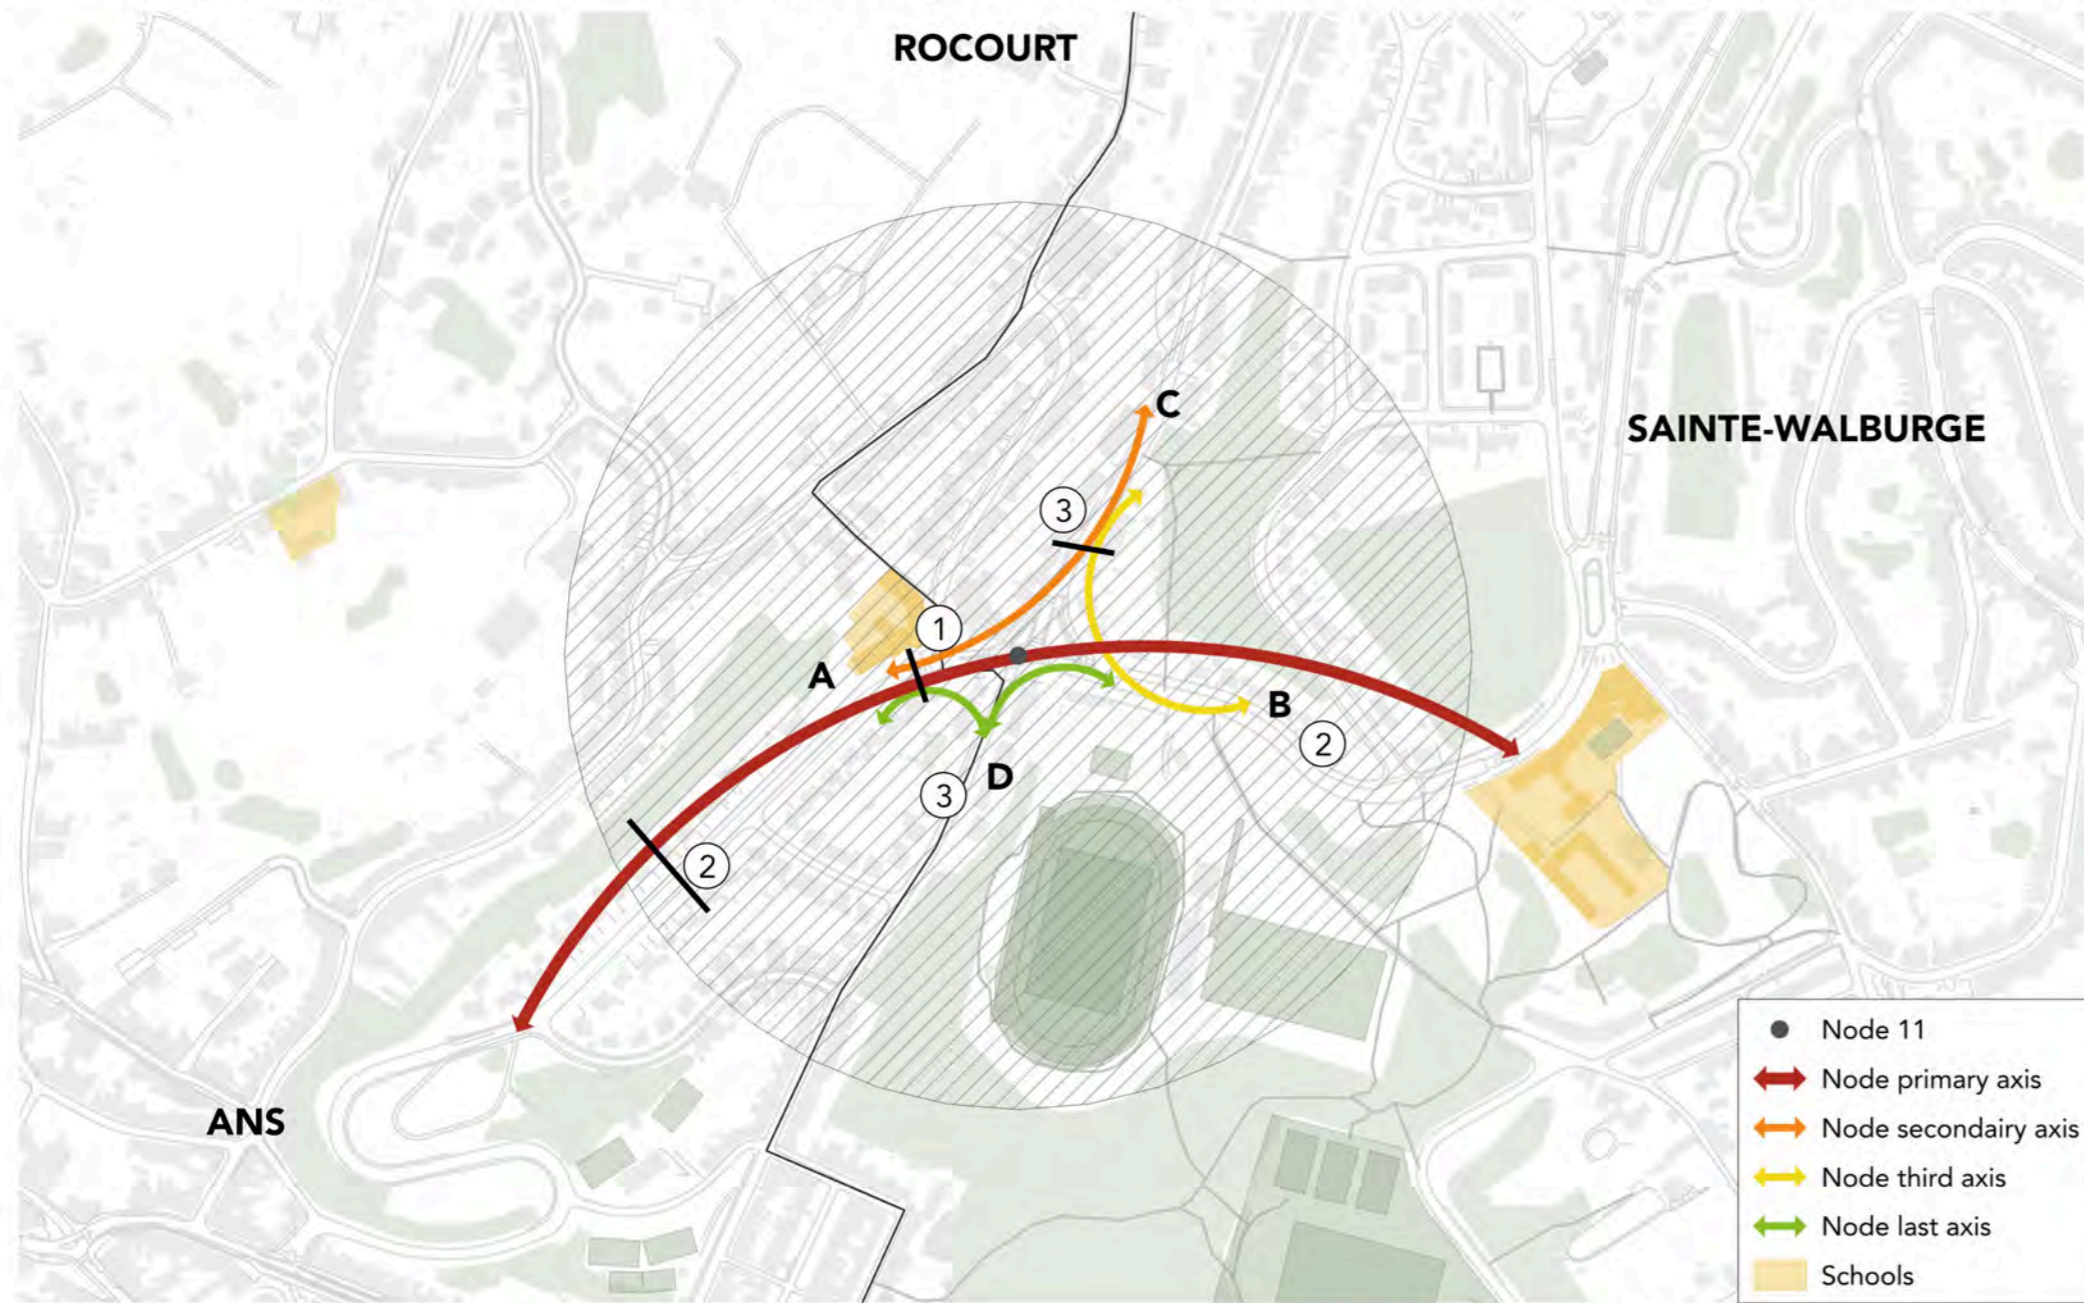 ROCOURT
C
SAINTE-WALBURGE
3
1
A
B
2
D
3
2
ANS
Node 11
Node primary axis
Node secondairy axis
Node third axis
Node last axis
Schools